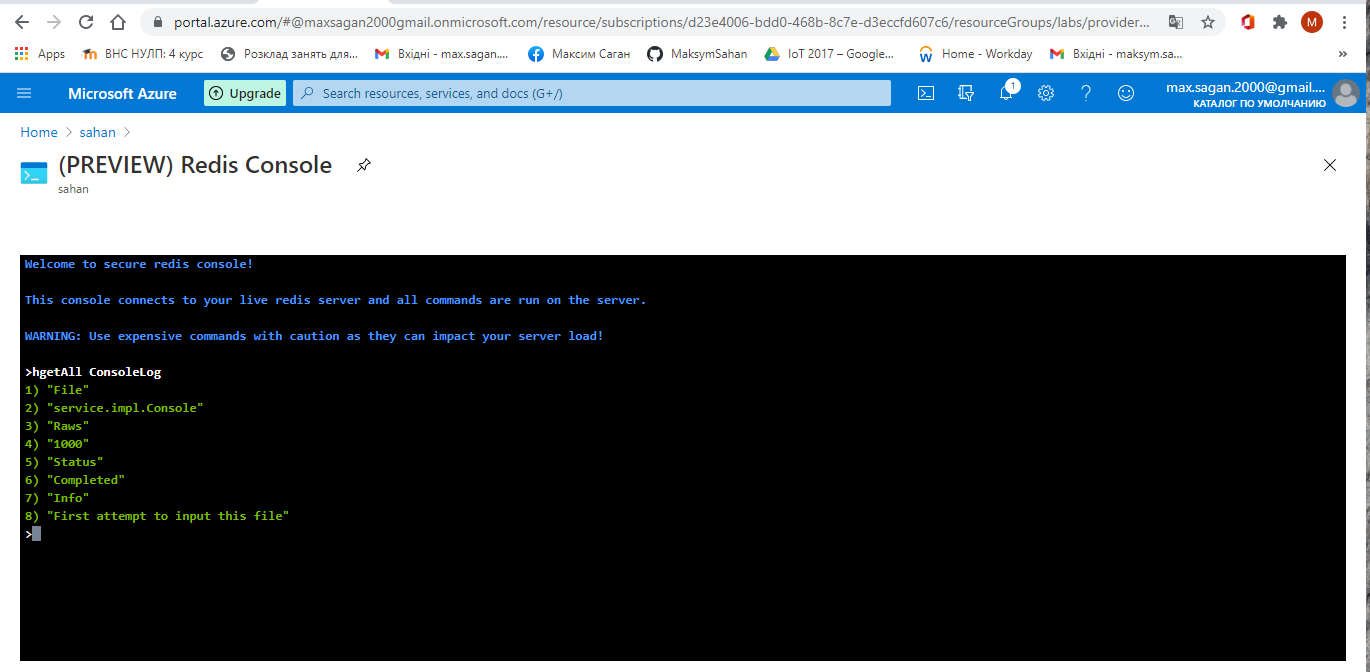 portal.azure.com/#@maxsagan2000gmail.onmicrosoft.com/resource/subscriptions/d23e4006-bdd0-468b-8c7e-d3eccfd607c6/resourceGroups/labs/provider... M
Apps ВНС НУЛП: 4 курс Розклад занять для... Вхідні - max.sagan.... Максим Саган MaksymSahan IoT 2017 – Google... Home - Workday Вхідні - maksym.sa... »
Microsoft Azure Upgrade Search resources, services, and docs (G+/) 1 max.sagan.2000@gmail....
КАТАЛОГ ПО УМОЛЧАНИЮ
Home > sahan >
(PREVIEW) Redis Console
sahan
Welcome to secure redis console!
This console connects to your live redis server and all commands are run on the server.
WARNING: Use expensive commands with caution as they can impact your server load!
>hgetAll ConsoleLog
1) "File"
2) "service.impl.Console"
3) "Raws"
4) "1000"
5) "Status"
6) "Completed"
7) "Info"
8) "First attempt to input this file"
>